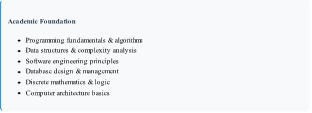 Academic Foundation
• Programming fundamentals & algorithms
• Data structures & complexity analysis
• Software engineering principles
• Database design & management
• Discrete mathematics & logic
• Computer architecture basics